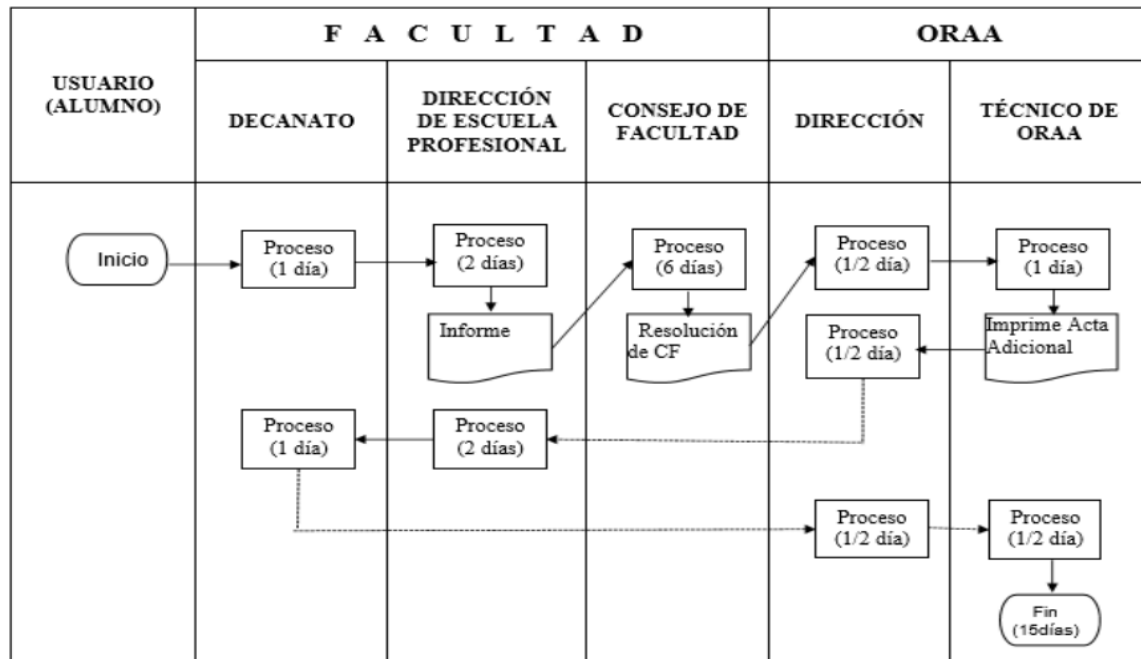 F A C U L T A D
ORAA
USUARIO
(ALUMNO)
DECANATO
DIRECCIÓN
DE ESCUELA
PROFESIONAL
CONSEJO DE
FACULTAD
DIRECCIÓN
TÉCNICO DE
ORAA
Inicio
Proceso
(1 día)
Proceso
(2 días)
Proceso
(6 días)
Proceso
(1/2 día)
Proceso
(1 día)
Informe
Resolución
de CF
Proceso
(1/2 día)
Imprime Acta
Adicional
Proceso
(1 día)
Proceso
(2 días)
Proceso
(1/2 día)
Proceso
(1/2 día)
Fin
(15días)